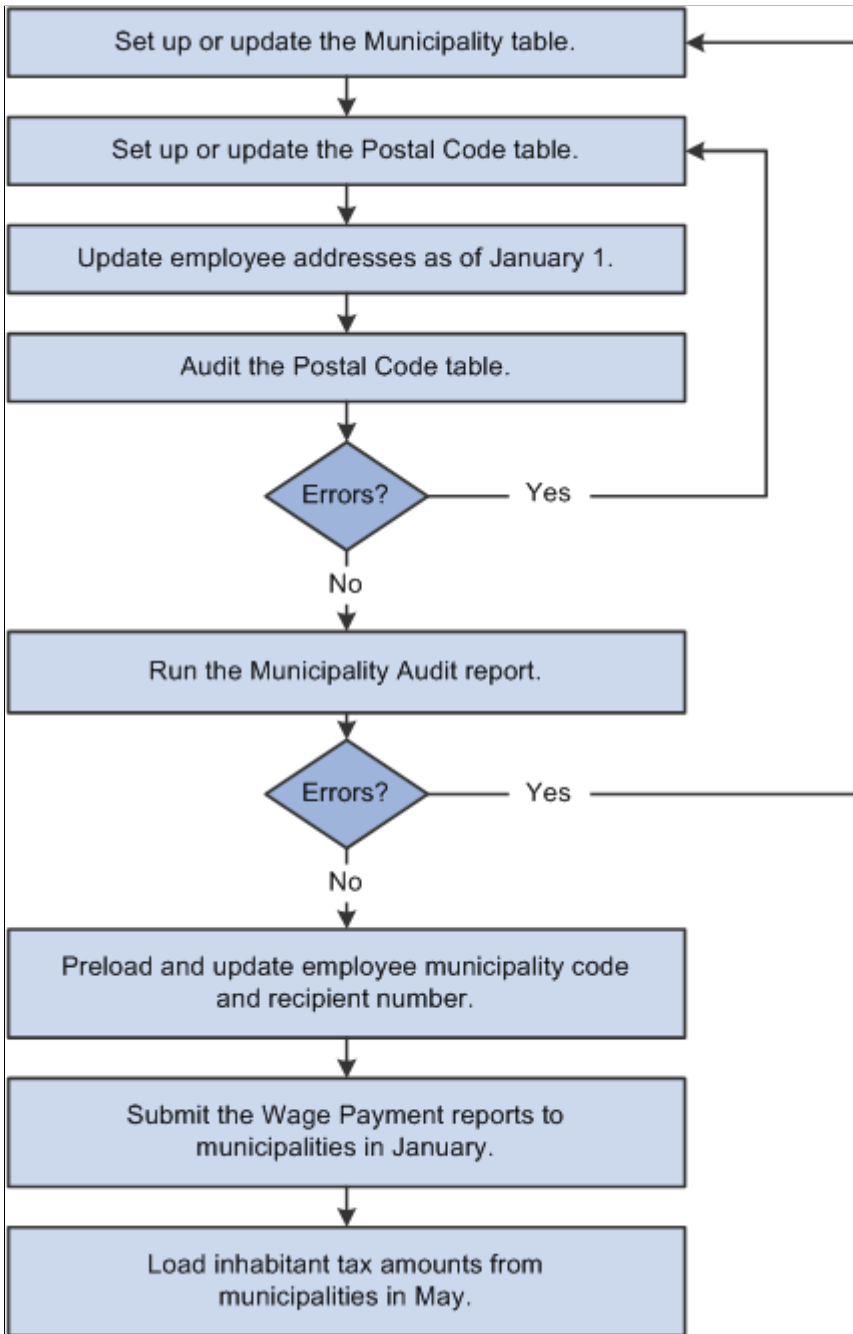 Set up or update the Municipality table.
Set up or update the Postal Code table.
Update employee addresses as of January 1.
Audit the Postal Code table.
Errors?
Yes
No
Run the Municipality Audit report.
Errors?
Yes
No
Preload and update employee municipality code
and recipient number.
Submit the Wage Payment reports to
municipalities in January.
Load inhabitant tax amounts from
municipalities in May.